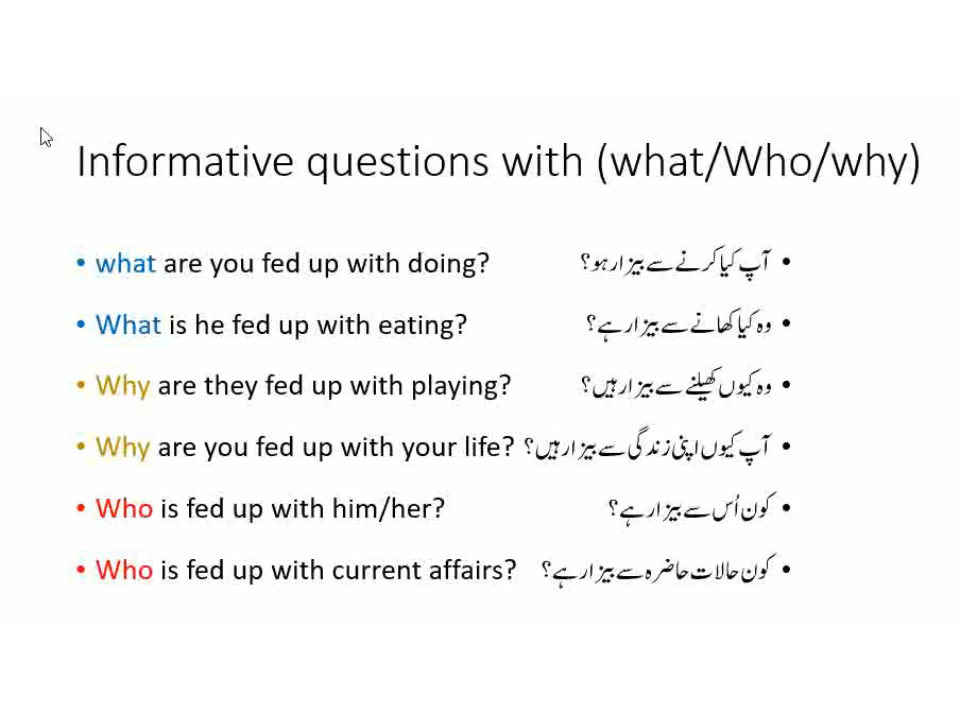 Informative questions with (what/Who/why)
• what are you fed up with doing? آپ کیا کرنے سے بیزار ہو؟ •
• What is he fed up with eating? وہ کیا کھانے سے بیزار ہے؟ •
• Why are they fed up with playing? وہ کیوں کھیلنے سے بیزار ہیں؟ •
• Why are you fed up with your life? آپ کیوں اپنی زندگی سے بیزار ہیں؟ •
• Who is fed up with him/her? کون اُس سے بیزار ہے؟ •
• Who is fed up with current affairs? کون حالات حاضرہ سے بیزار ہے؟ •